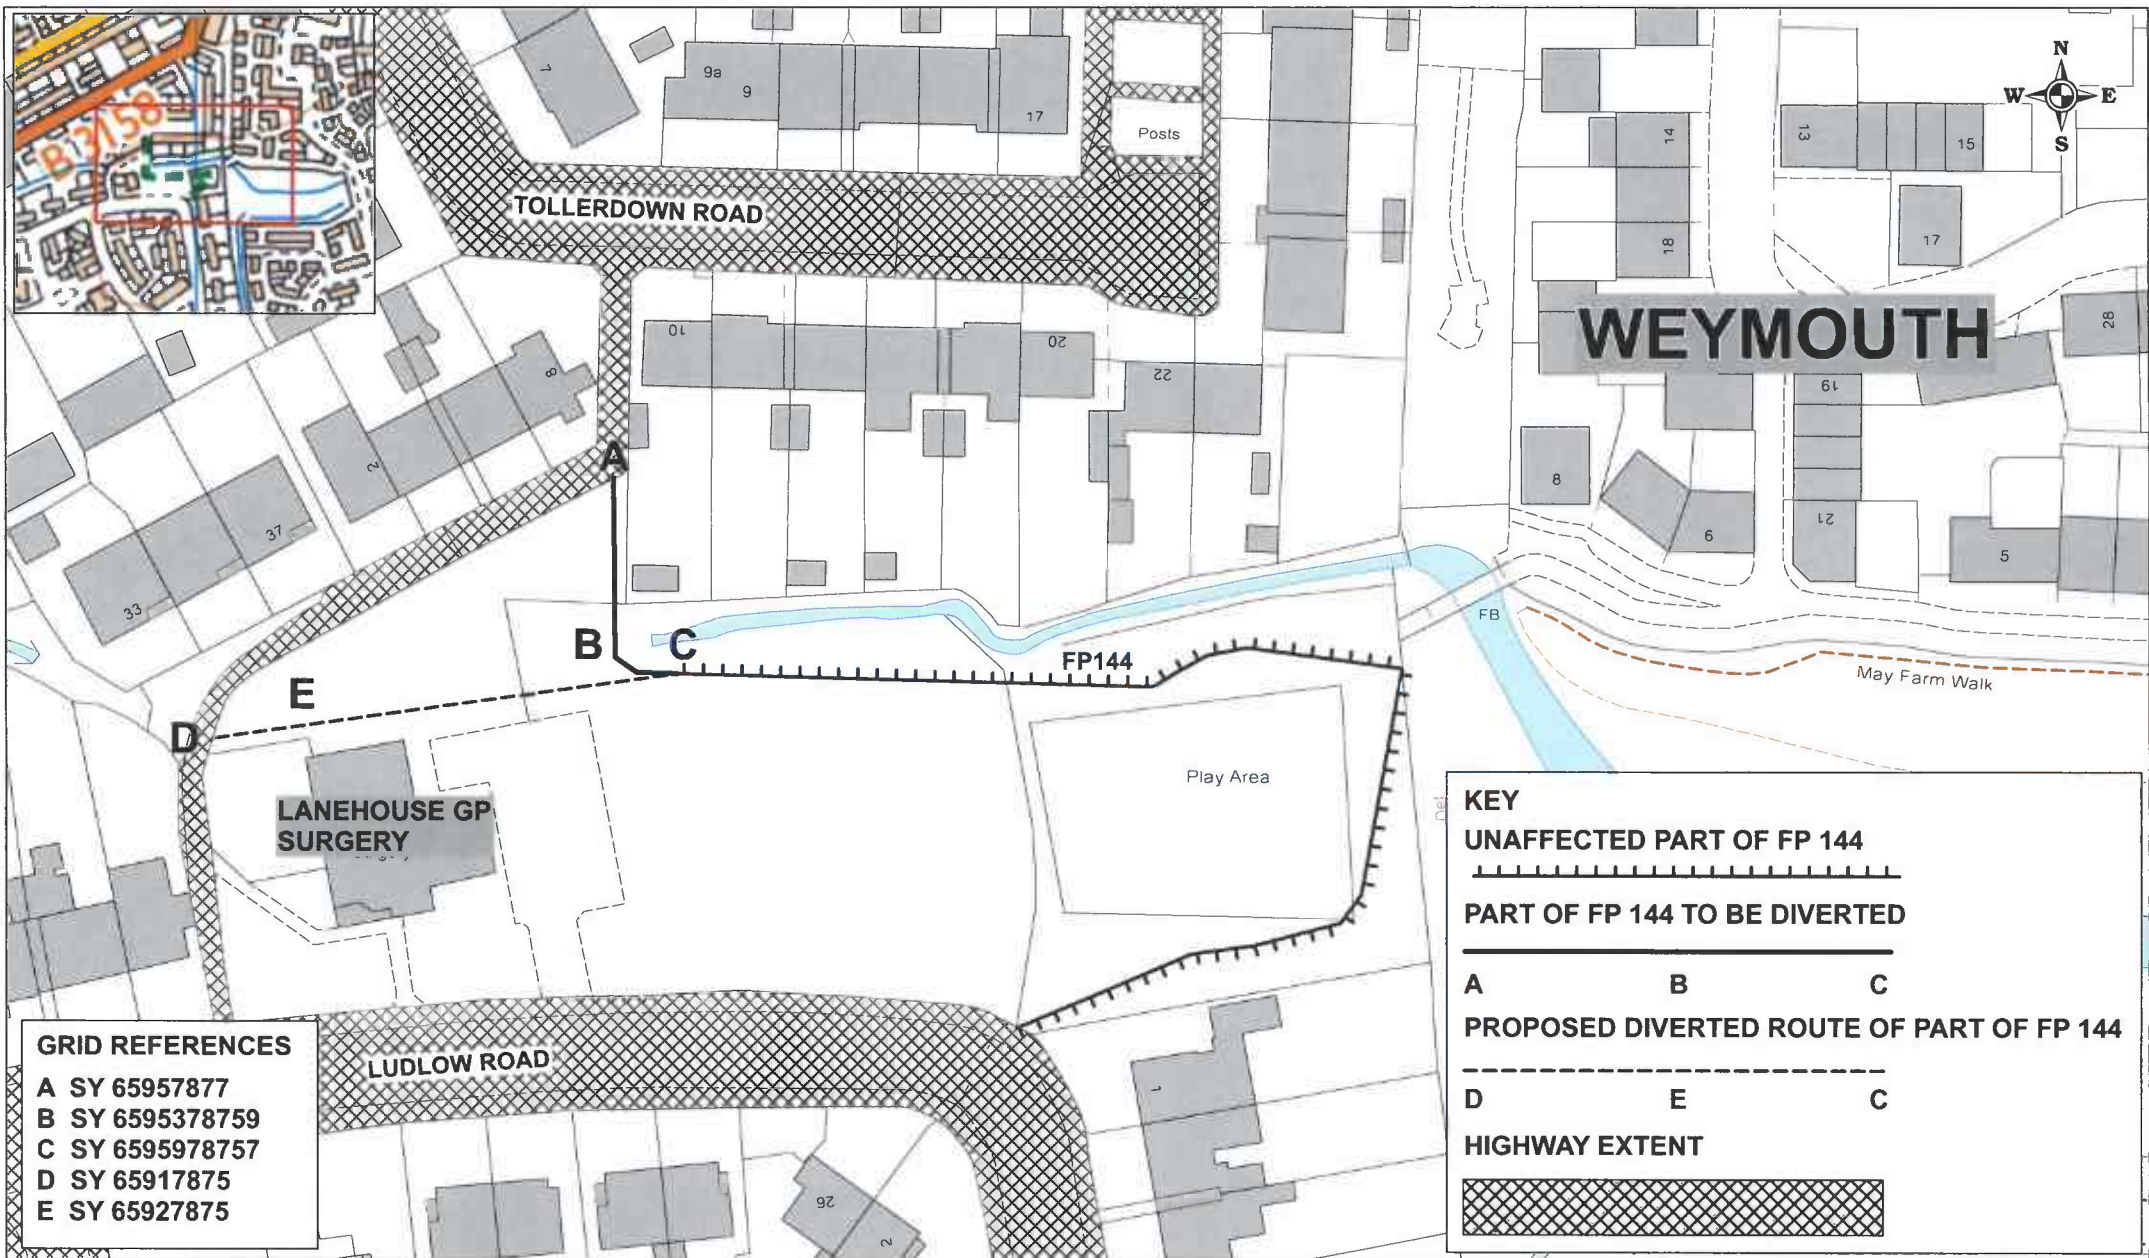 B3158
7
9a
9
17
Posts
N
W E
S
14
13
15
TOLLERDOWN ROAD
18
17
10
20
22
WEYMOUTH
28
19
8
2
A
37
33
8
6
21
5
B
C
FP144
FB
May Farm Walk
E
D
Play Area
LANEHOUSE GP
SURGERY
KEY
UNAFFECTED PART OF FP 144
PART OF FP 144 TO BE DIVERTED
A B C
PROPOSED DIVERTED ROUTE OF PART OF FP 144
D E C
HIGHWAY EXTENT
LUDLOW ROAD
1
26
2
GRID REFERENCES
A SY 65957877
B SY 6595378759
C SY 6595978757
D SY 65917875
E SY 65927875